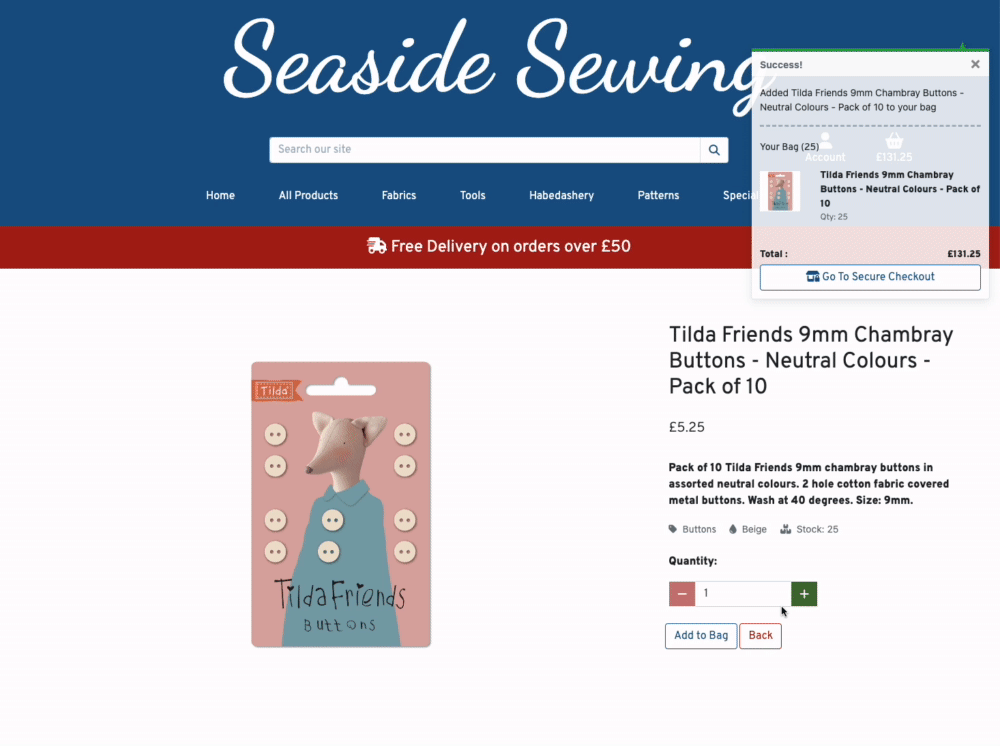 Seaside Sewing
Success!
Added Tilda Friends 9mm Chambray Buttons -
Neutral Colours - Pack of 10 to your bag
Search our site
Your Bag (25)
Account
£131.25
Tilda Friends 9mm Chambray
Buttons - Neutral Colours - Pack of
10
Qty: 25
Home
All Products
Fabrics
Tools
Habedashery
Patterns
Special
Free Delivery on orders over £50
Total :
£131.25
Go To Secure Checkout
Tilda Friends 9mm Chambray
Buttons - Neutral Colours -
Pack of 10
£5.25
Pack of 10 Tilda Friends 9mm chambray buttons in
assorted neutral colours. 2 hole cotton fabric covered
metal buttons. Wash at 40 degrees. Size: 9mm.
Buttons
Beige
Stock: 25
Quantity:
− 1 +
Add to Bag
Back
Tilda
Tilda Friends
Buttons